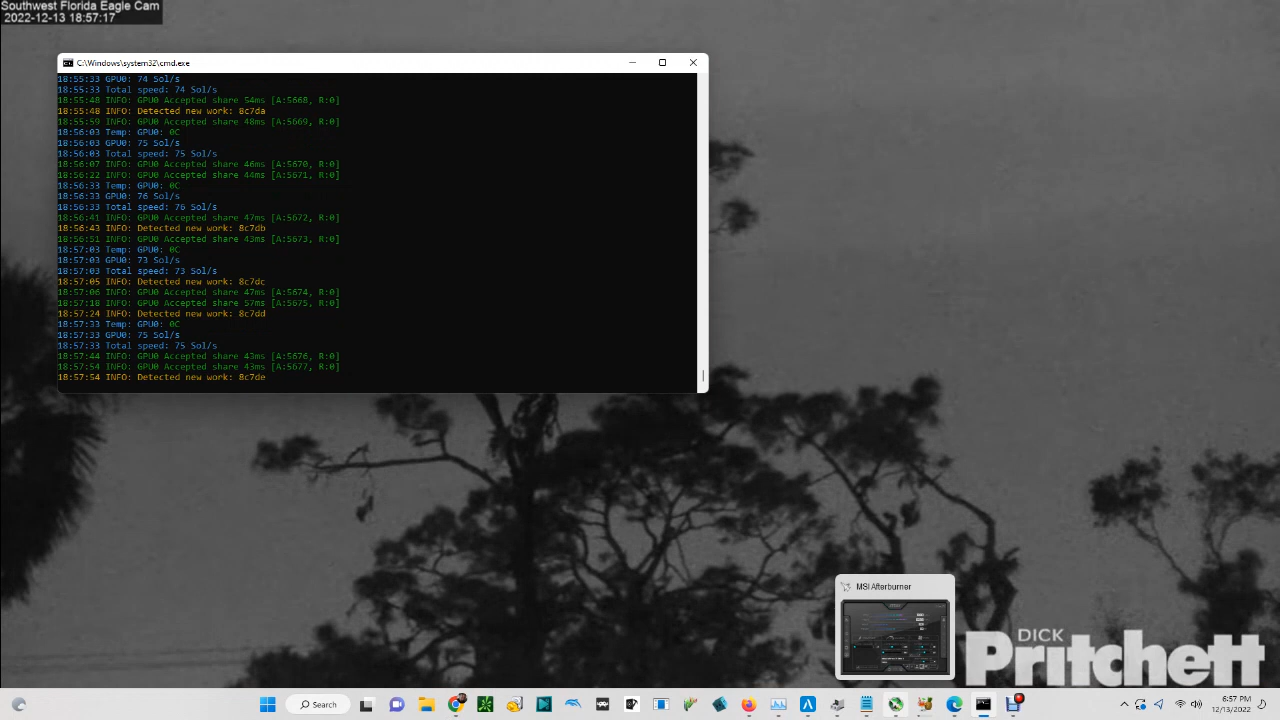 Southwest Florida Eagle Cam
2022-12-13 18:57:17
C:\Windows\system32\cmd.exe
18:55:33 GPU0: 74 Sol/s
18:55:33 Total speed: 74 Sol/s
18:55:48 INFO: GPU0 Accepted share 54ms [A:5668, R:0]
18:55:48 INFO: Detected new work: 8c7da
18:55:59 INFO: GPU0 Accepted share 48ms [A:5669, R:0]
18:56:03 Temp: GPU0: 0C
18:56:03 GPU0: 75 Sol/s
18:56:03 Total speed: 75 Sol/s
18:56:07 INFO: GPU0 Accepted share 46ms [A:5670, R:0]
18:56:22 INFO: GPU0 Accepted share 44ms [A:5671, R:0]
18:56:33 Temp: GPU0: 0C
18:56:33 GPU0: 76 Sol/s
18:56:33 Total speed: 76 Sol/s
18:56:41 INFO: GPU0 Accepted share 47ms [A:5672, R:0]
18:56:43 INFO: Detected new work: 8c7db
18:56:51 INFO: GPU0 Accepted share 43ms [A:5673, R:0]
18:57:03 Temp: GPU0: 0C
18:57:03 GPU0: 73 Sol/s
18:57:03 Total speed: 73 Sol/s
18:57:05 INFO: Detected new work: 8c7dc
18:57:06 INFO: GPU0 Accepted share 47ms [A:5674, R:0]
18:57:18 INFO: GPU0 Accepted share 57ms [A:5675, R:0]
18:57:24 INFO: Detected new work: 8c7dd
18:57:33 Temp: GPU0: 0C
18:57:33 GPU0: 75 Sol/s
18:57:33 Total speed: 75 Sol/s
18:57:44 INFO: GPU0 Accepted share 43ms [A:5676, R:0]
18:57:54 INFO: GPU0 Accepted share 43ms [A:5677, R:0]
18:57:54 INFO: Detected new work: 8c7de
MSI Afterburner
DICK
Pritchett
Search
6:57 PM
12/13/2022